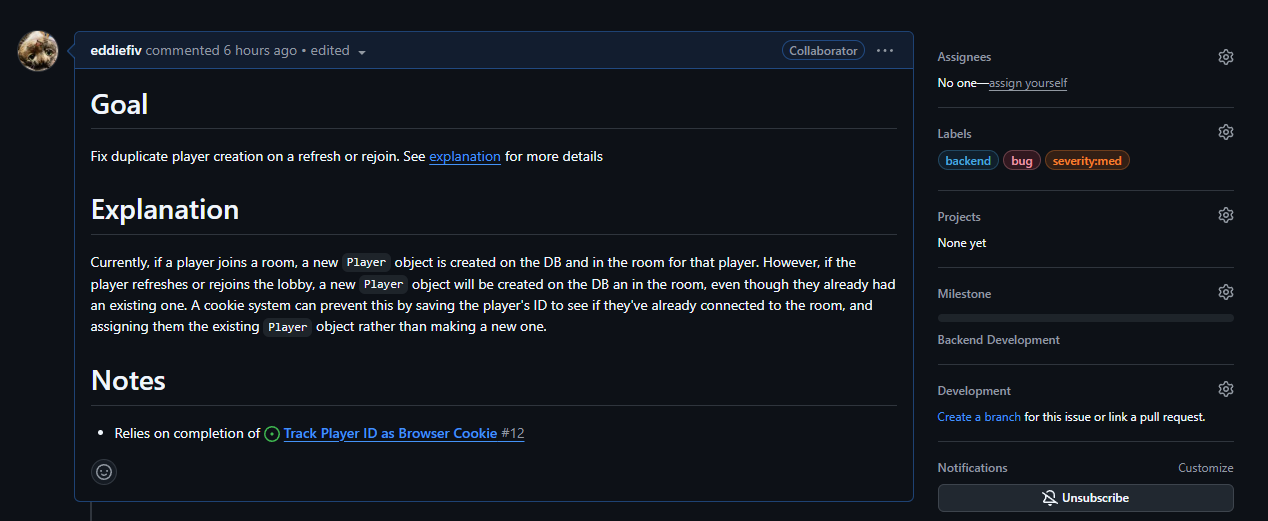 eddiefiv commented 6 hours ago • edited
Collaborator
Goal
Fix duplicate player creation on a refresh or rejoin. See explanation for more details
Explanation
Currently, if a player joins a room, a new Player object is created on the DB and in the room for that player. However, if the
player refreshes or rejoins the lobby, a new Player object will be created on the DB an in the room, even though they already had
an existing one. A cookie system can prevent this by saving the player's ID to see if they've already connected to the room, and
assigning them the existing Player object rather than making a new one.
Notes
• Relies on completion of Track Player ID as Browser Cookie #12
Assignees
No one—assign yourself
Labels
backend bug severity:med
Projects
None yet
Milestone
Backend Development
Development
Create a branch for this issue or link a pull request.
Notifications Customize
Unsubscribe